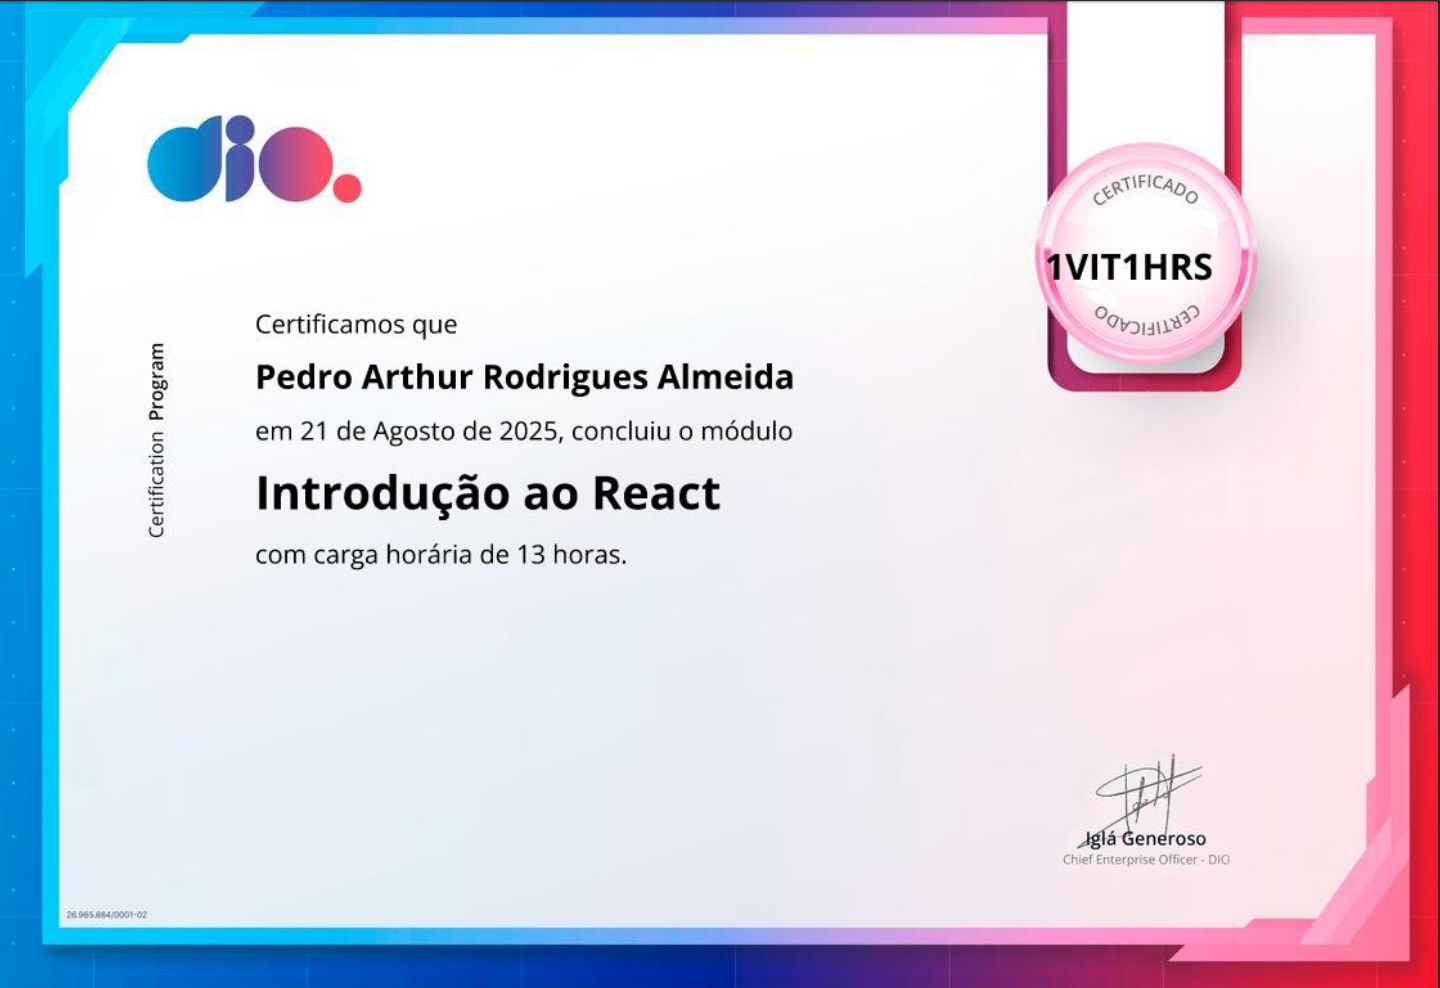 dio.
CERTIFICADO
1VIT1HRS
CERTIFICADO
Certificamos que
Pedro Arthur Rodrigues Almeida
em 21 de Agosto de 2025, concluiu o módulo
Introdução ao React
com carga horária de 13 horas.
Certification Program
Iglá Generoso
Chief Enterprise Officer - DIO
26.965.884/0001-02